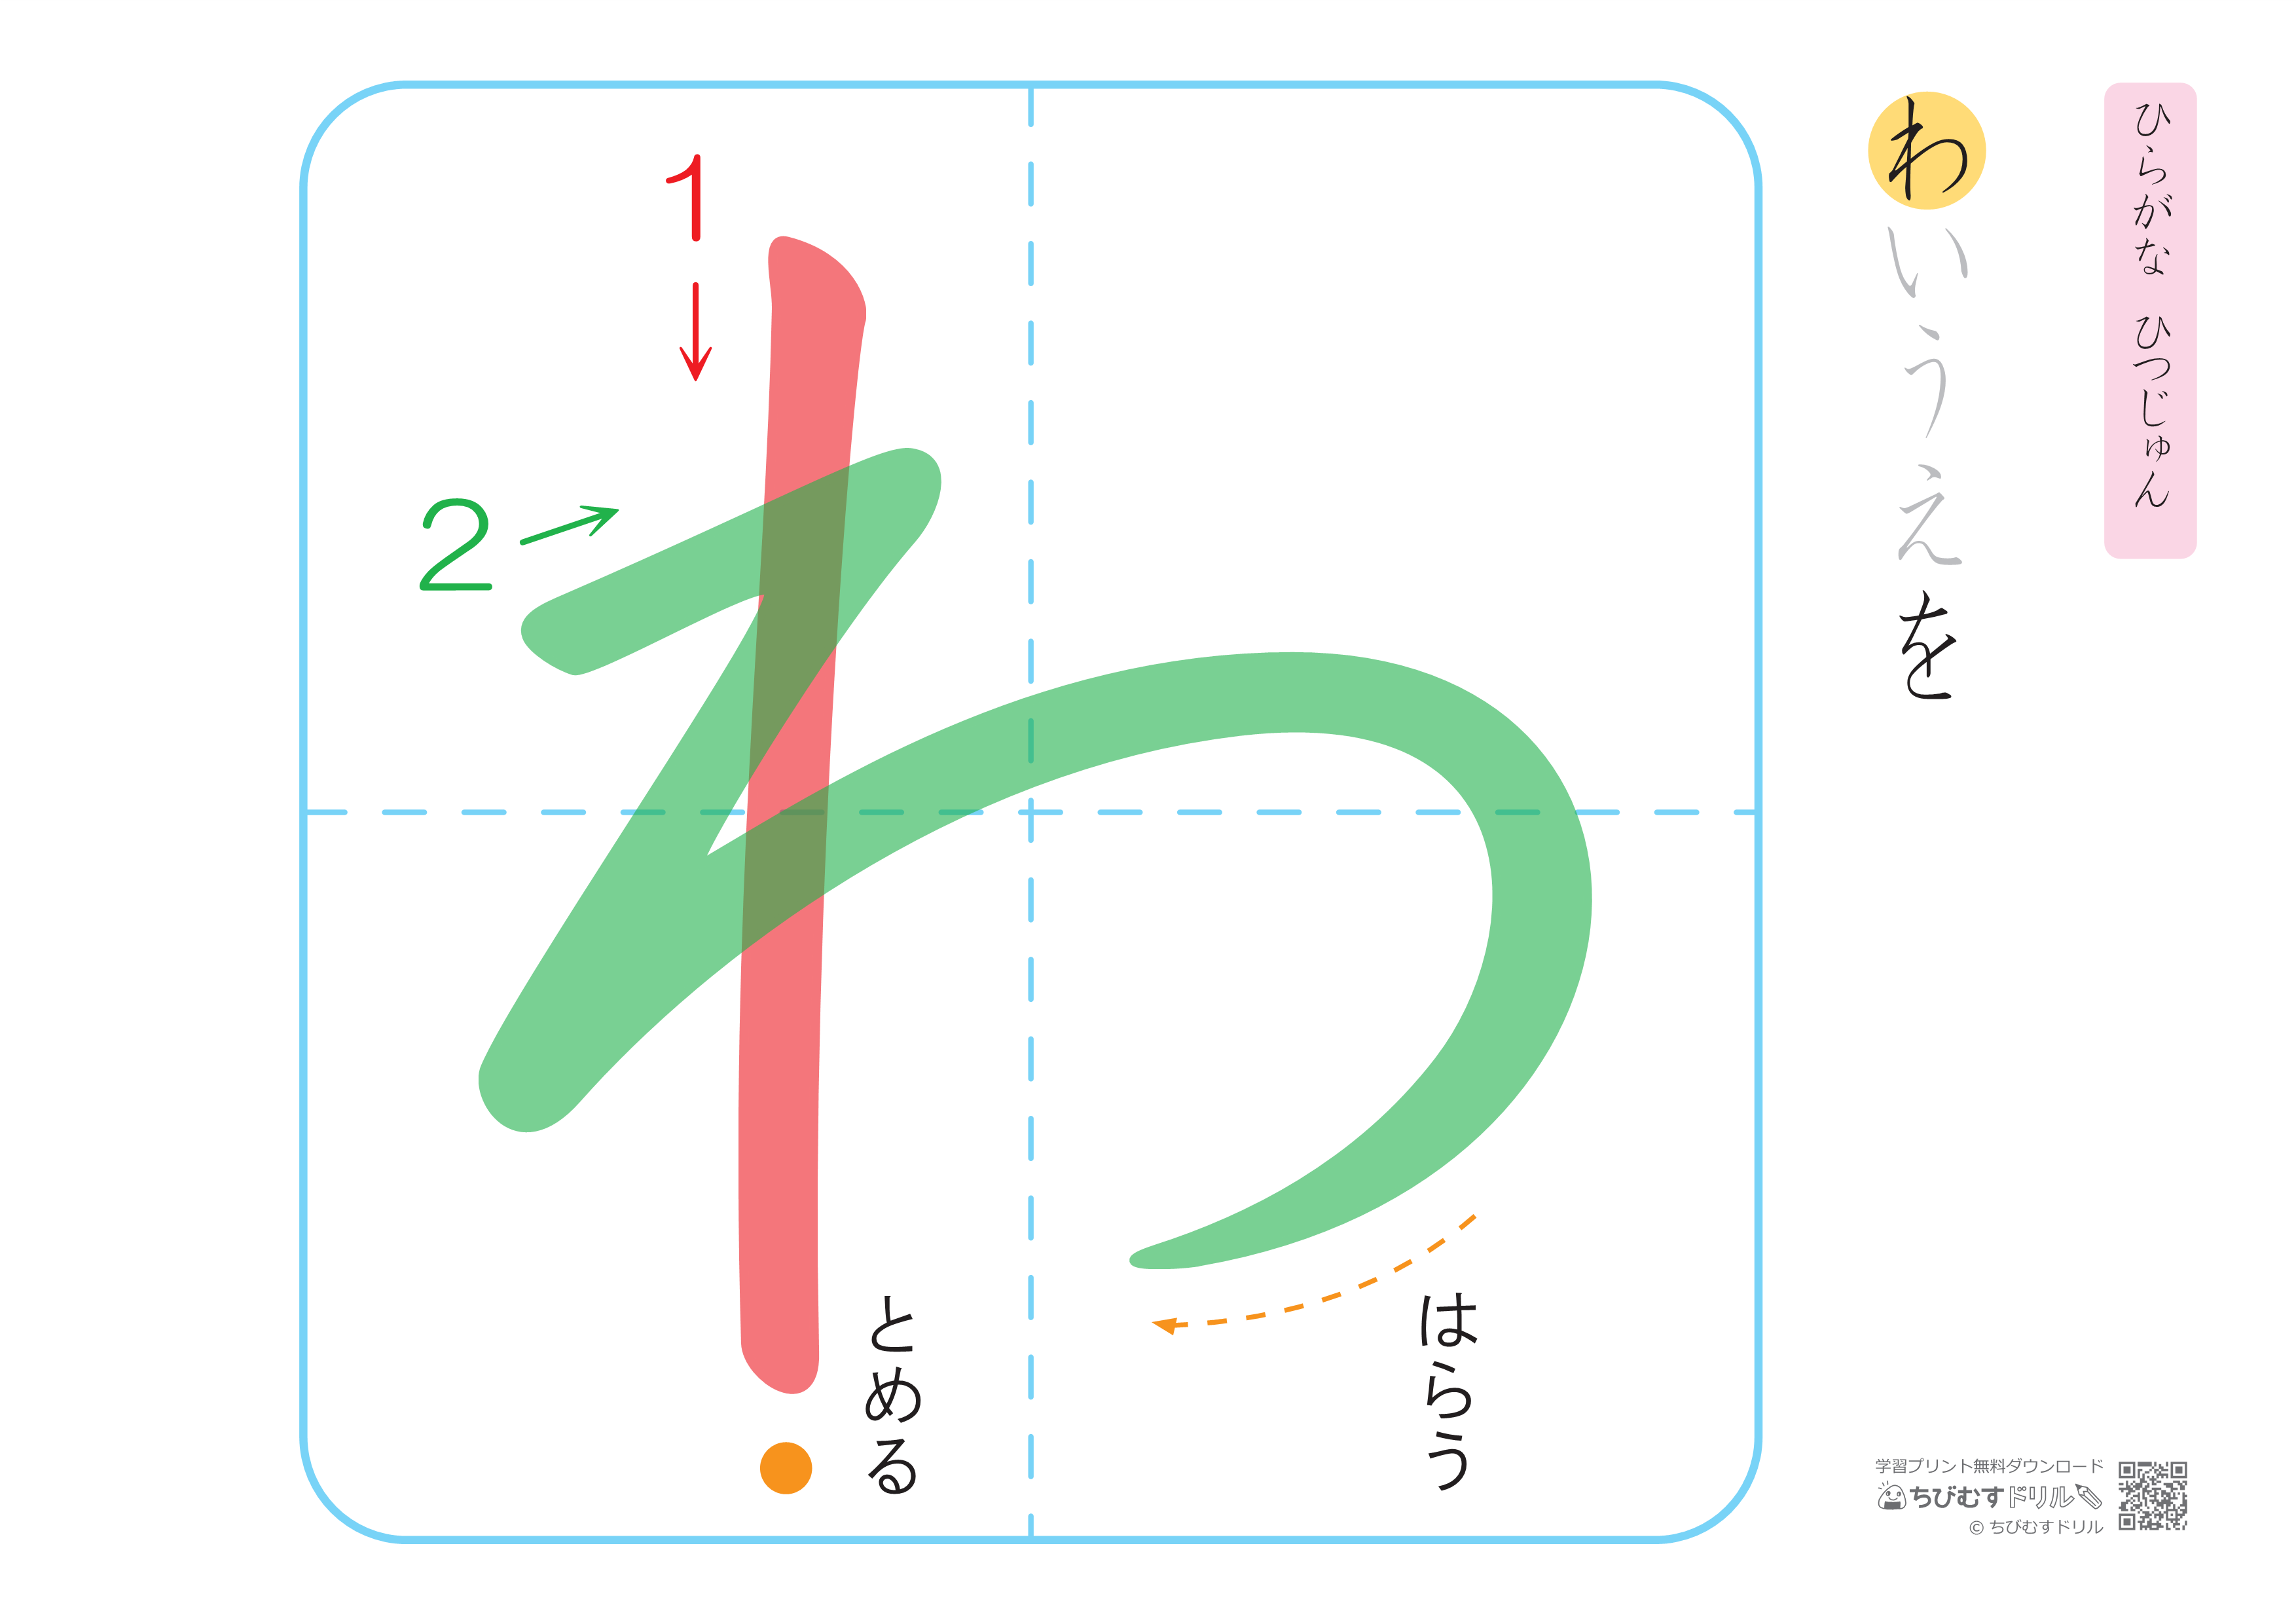 ひらがな ひつじゅん
わいうえを
1
2
わ
はらう
とめる
学習プリント無料ダウンロード
ちびむすドリル
© ちびむすドリル